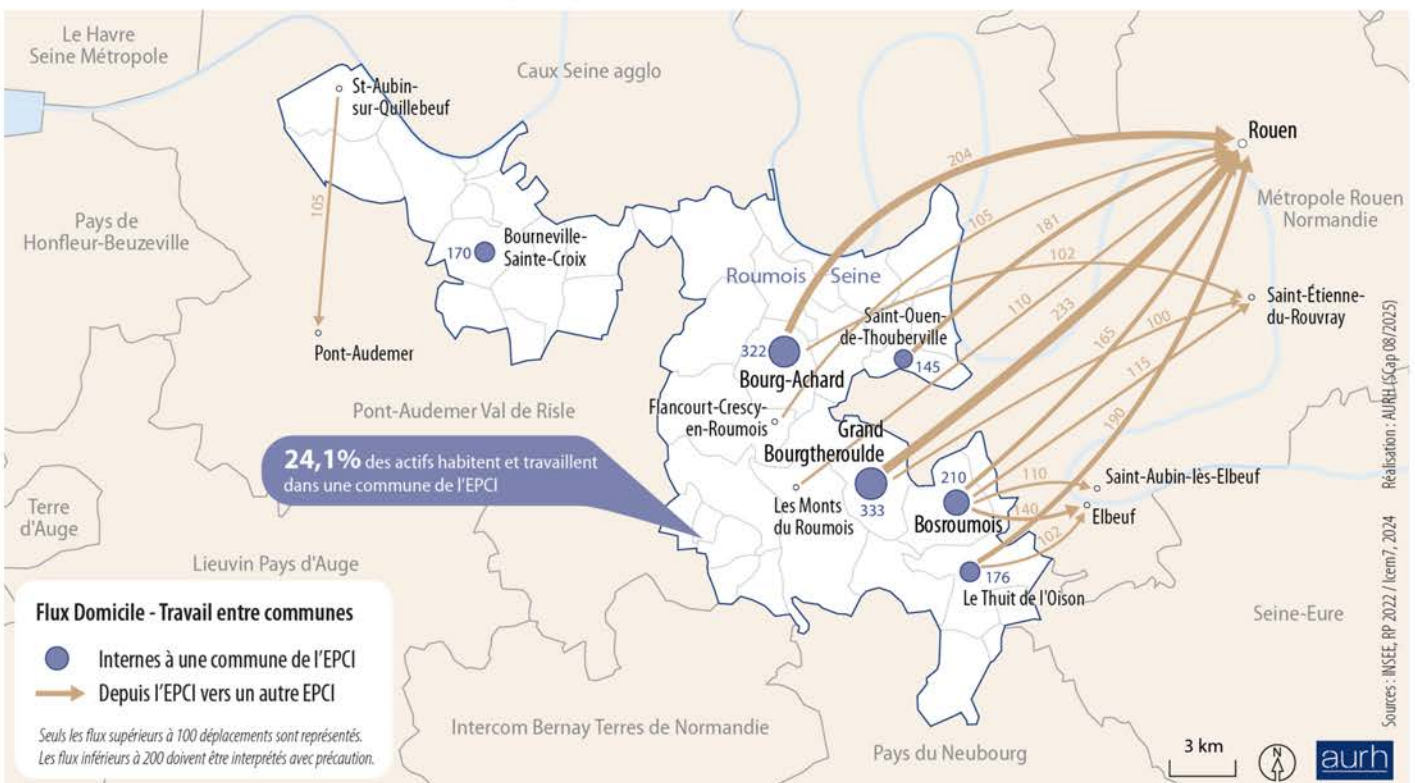 Le Havre
Seine Métropole
Caux Seine agglo
St-Aubin-
sur-Quillebeuf
Rouen
204
Métropole Rouen
Normandie
105
105
181
Pays de
Honfleur-Beuzeville
170
Bourneville-
Sainte-Croix
Roumois Seine
102
110
233
100
Saint-Étienne-
du-Rouvray
Saint-Ouen-
de-Thouberville
165
Pont-Audemer
322
145
115
Bourg-Achard
190
Pont-Audemer Val de Risle
Flancourt-Crescy-
en-Roumois
Grand
Bourgtheroulde
24,1% des actifs habitent et travaillent
dans une commune de l'EPCI
210
110
Saint-Aubin-lès-Elbeuf
Terre
d'Auge
Les Monts
du Roumois
333
Bosroumois
140
Elbeuf
102
Lieuvin Pays d'Auge
176
Le Thuit de l'Oison
Seine-Eure
Flux Domicile - Travail entre communes
Internes à une commune de l'EPCI
Depuis l'EPCI vers un autre EPCI
Seuls les flux supérieurs à 100 déplacements sont représentés.
Les flux inférieurs à 200 doivent être interprétés avec précaution.
Intercom Bernay Terres de Normandie
Pays du Neubourg
3 km
N
aurh
Sources : INSEE, RP 2022 / Icem7, 2024 Réalisation : AURH (SCap 08/2025)